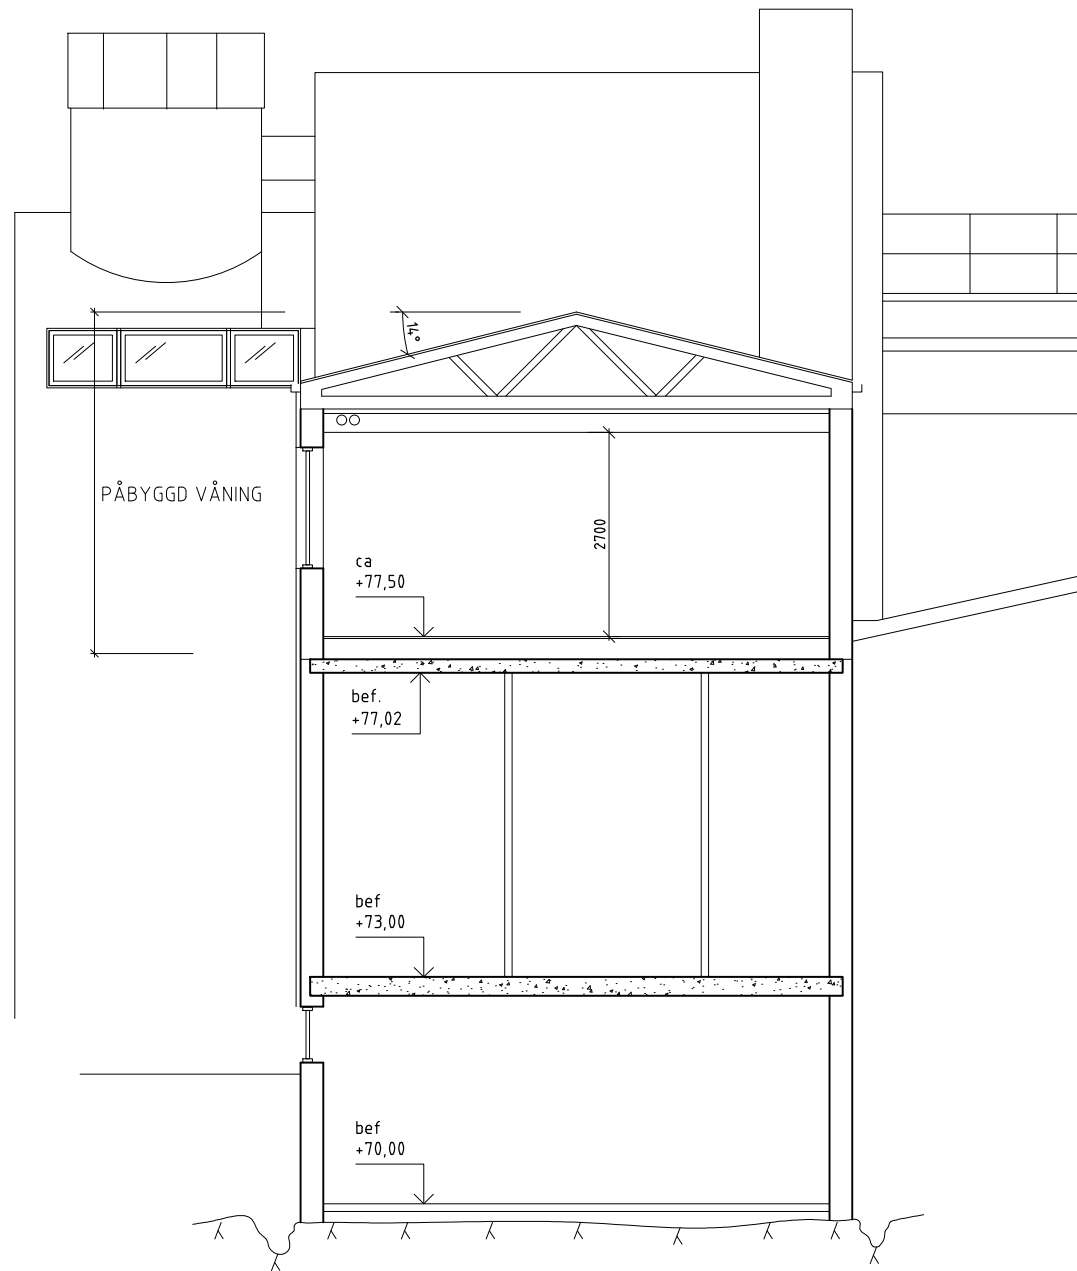 14°
PÅBYGGD VÅNING
2700
ca
+77,50
bef.
+77,02
bef
+73,00
bef
+70,00